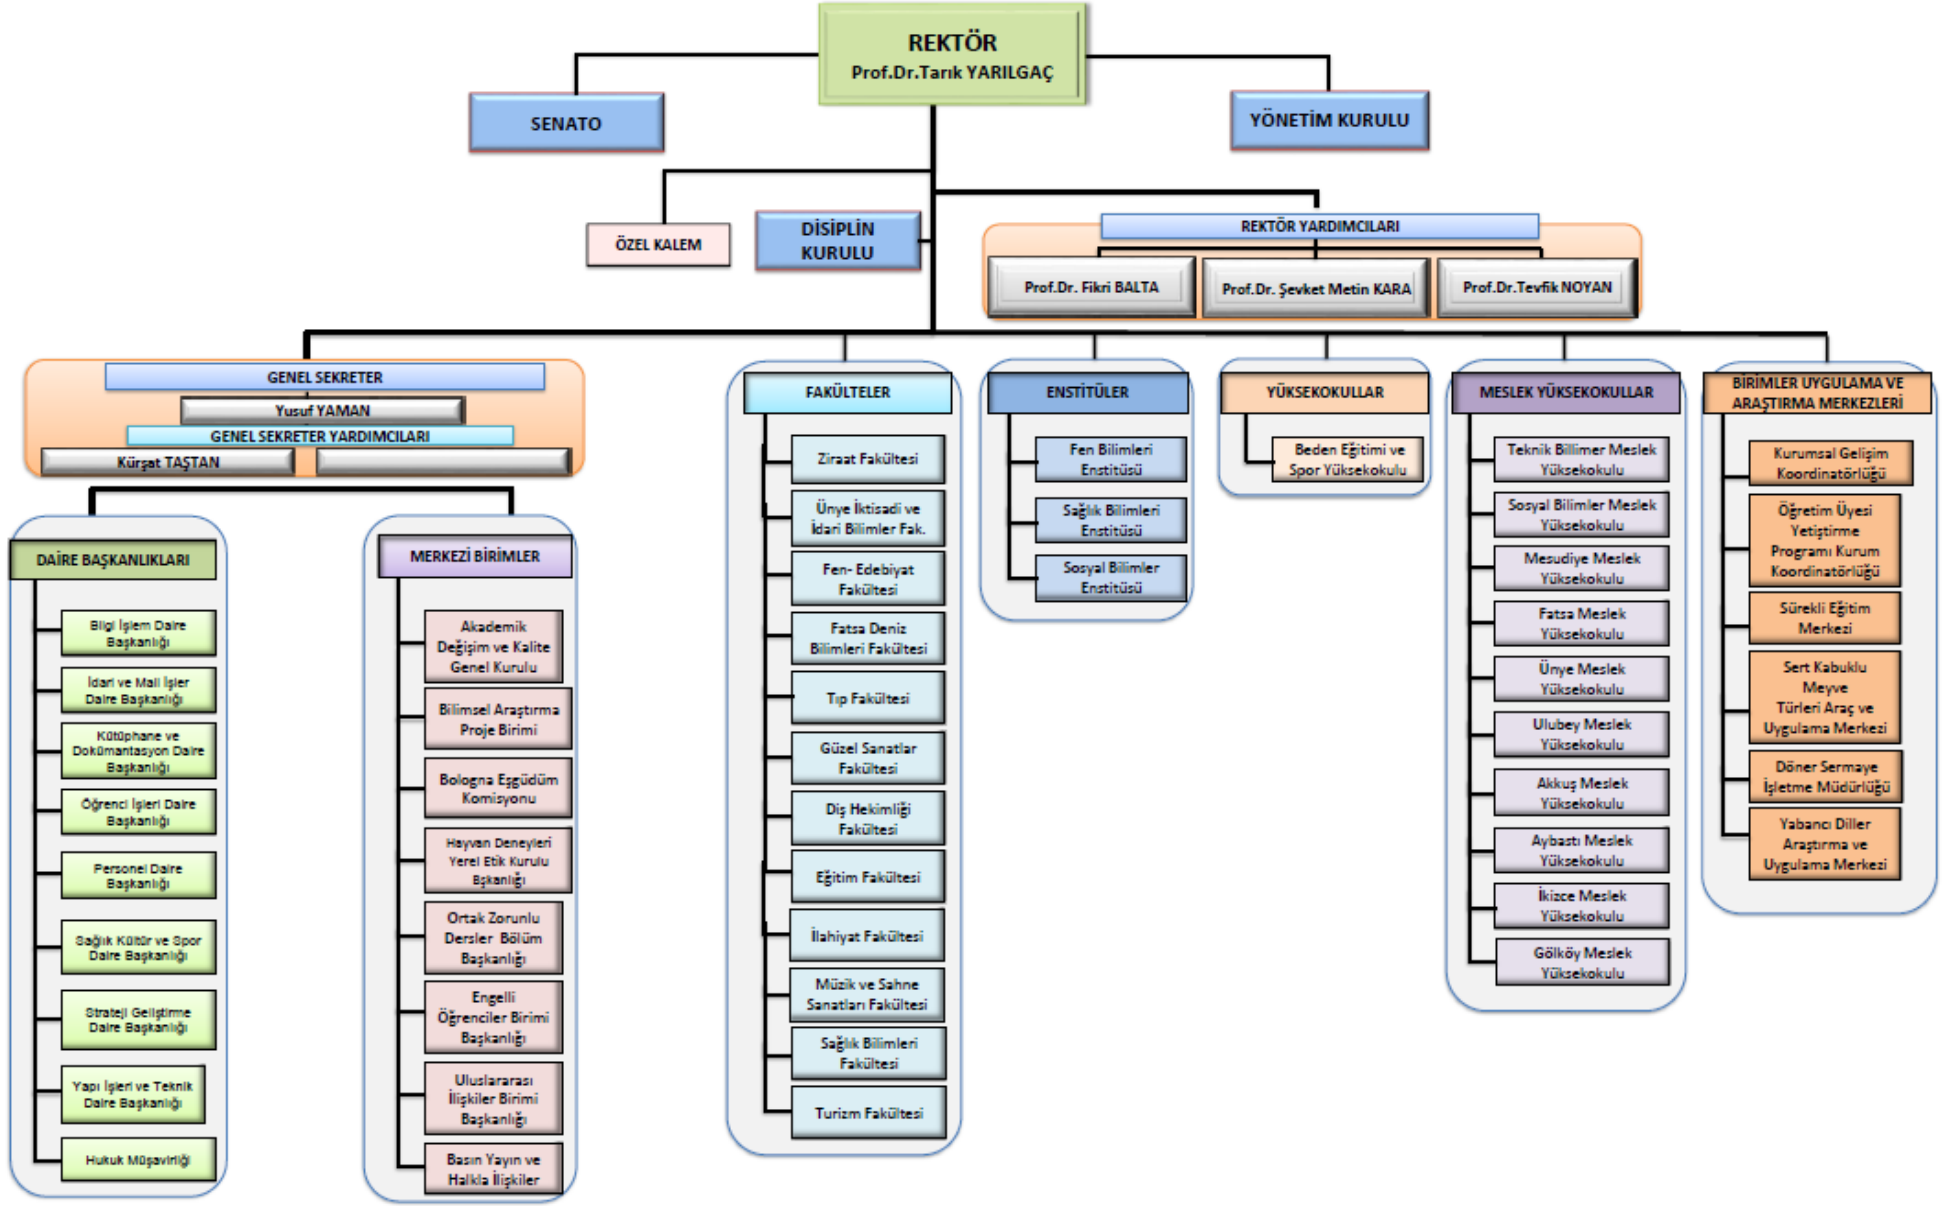 REKTÖR
Prof.Dr.Tarık YARILGAÇ
SENATO
YÖNETİM KURULU
ÖZEL KALEM
DİSİPLİN
KURULU
REKTÖR YARDIMCILARI
Prof.Dr. Fikri BALTA
Prof.Dr. Şevket Metin KARA
Prof.Dr.Tevfik NOYAN
GENEL SEKRETER
Yusuf YAMAN
GENEL SEKRETER YARDIMCILARI
Kürşat TAŞTAN
DAİRE BAŞKANLIKLARI
Bilgi İşlem Daire
Başkanlığı
İdari ve Mali İşler
Daire Başkanlığı
Kütüphane ve
Dokümantasyon Daire
Başkanlığı
Öğrenci İşleri Daire
Başkanlığı
Personel Daire
Başkanlığı
Sağlık Kültür ve Spor
Daire Başkanlığı
Strateji Geliştirme
Daire Başkanlığı
Yapı İşleri ve Teknik
Daire Başkanlığı
Hukuk Müşavirliği
MERKEZİ BİRİMLER
Akademik
Değişim ve Kalite
Genel Kurulu
Bilimsel Araştırma
Proje Birimi
Bologna Eşgüdüm
Komisyonu
Hayvan Deneyleri
Yerel Etik Kurulu
Bşkanlığı
Ortak Zorunlu
Dersler Bölüm
Başkanlığı
Engelli
Öğrenciler Birimi
Başkanlığı
Uluslararası
İlişkiler Birimi
Başkanlığı
Basın Yayın ve
Halkla İlişkiler
FAKÜLTELER
Ziraat Fakültesi
Ünye İktisadi ve
İdari Bilimler Fak.
Fen- Edebiyat
Fakültesi
Fatsa Deniz
Bilimleri Fakültesi
Tıp Fakültesi
Güzel Sanatlar
Fakültesi
Diş Hekimliği
Fakültesi
Eğitim Fakültesi
İlahiyat Fakültesi
Müzik ve Sahne
Sanatları Fakültesi
Sağlık Bilimleri
Fakültesi
Turizm Fakültesi
ENSTİTÜLER
Fen Bilimleri
Enstitüsü
Sağlık Bilimleri
Enstitüsü
Sosyal Bilimler
Enstitüsü
YÜKSEKOKULLAR
Beden Eğitimi ve
Spor Yüksekokulu
MESLEK YÜKSEKOKULLAR
Teknik Billimer Meslek
Yüksekokulu
Sosyal Bilimler Meslek
Yüksekokulu
Mesudiye Meslek
Yüksekokulu
Fatsa Meslek
Yüksekokulu
Ünye Meslek
Yüksekokulu
Ulubey Meslek
Yüksekokulu
Akkuş Meslek
Yüksekokulu
Aybastı Meslek
Yüksekokulu
İkizce Meslek
Yüksekokulu
Gölköy Meslek
Yüksekokulu
BİRİMLER UYGULAMA VE
ARAŞTIRMA MERKEZLERİ
Kurumsal Gelişim
Koordinatörlüğü
Öğretim Üyesi
Yetiştirme
Programı Kurum
Koordinatörlüğü
Sürekli Eğitim
Merkezi
Sert Kabuklu
Meyve
Türleri Araç ve
Uygulama Merkezi
Döner Sermaye
İşletme Müdürlüğü
Yabancı Diller
Araştırma ve
Uygulama Merkezi